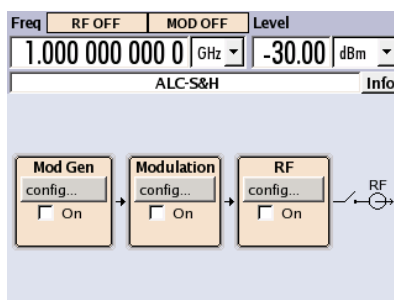 Freq RF OFF MOD OFF Level
1.000 000 000 0 GHz -30.00 dBm
ALC-S&H Info
Mod Gen Modulation RF
config... config... config... RF
On On On